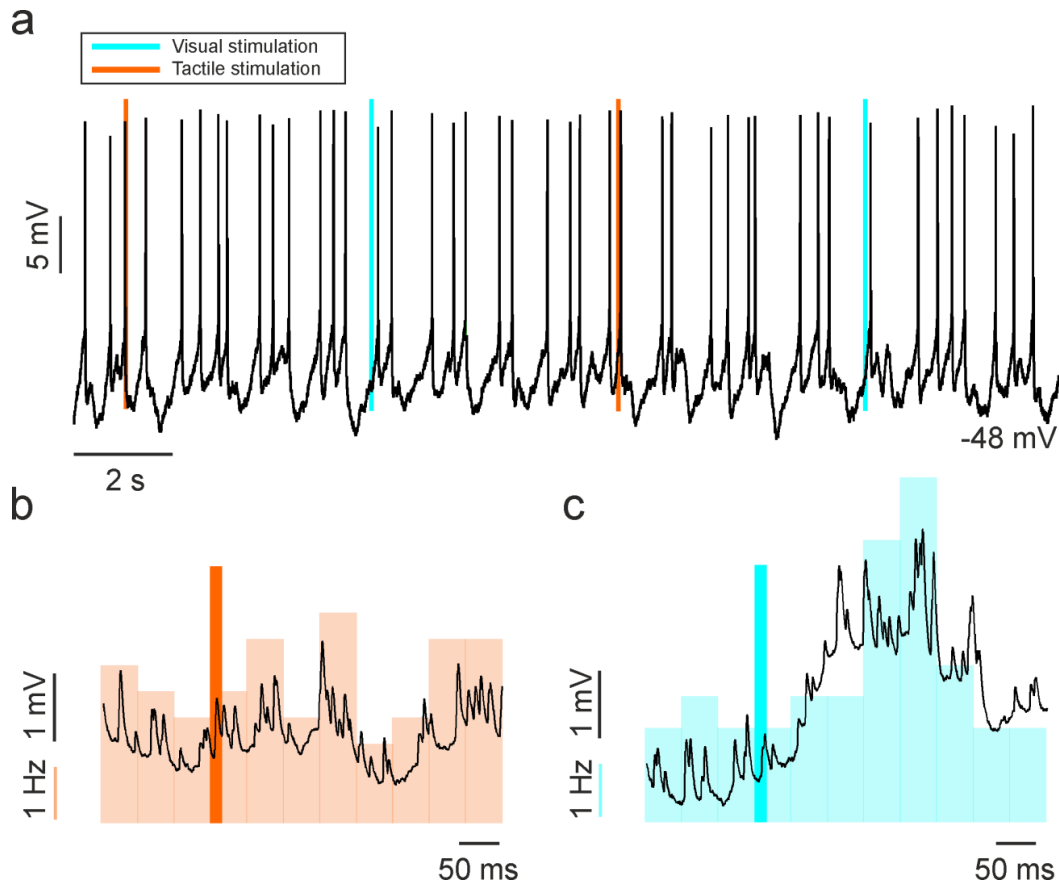 a
Visual stimulation
Tactile stimulation
5 mV
-48 mV
2 s
b
c
1 mV
1 Hz
50 ms
1 mV
1 Hz
50 ms